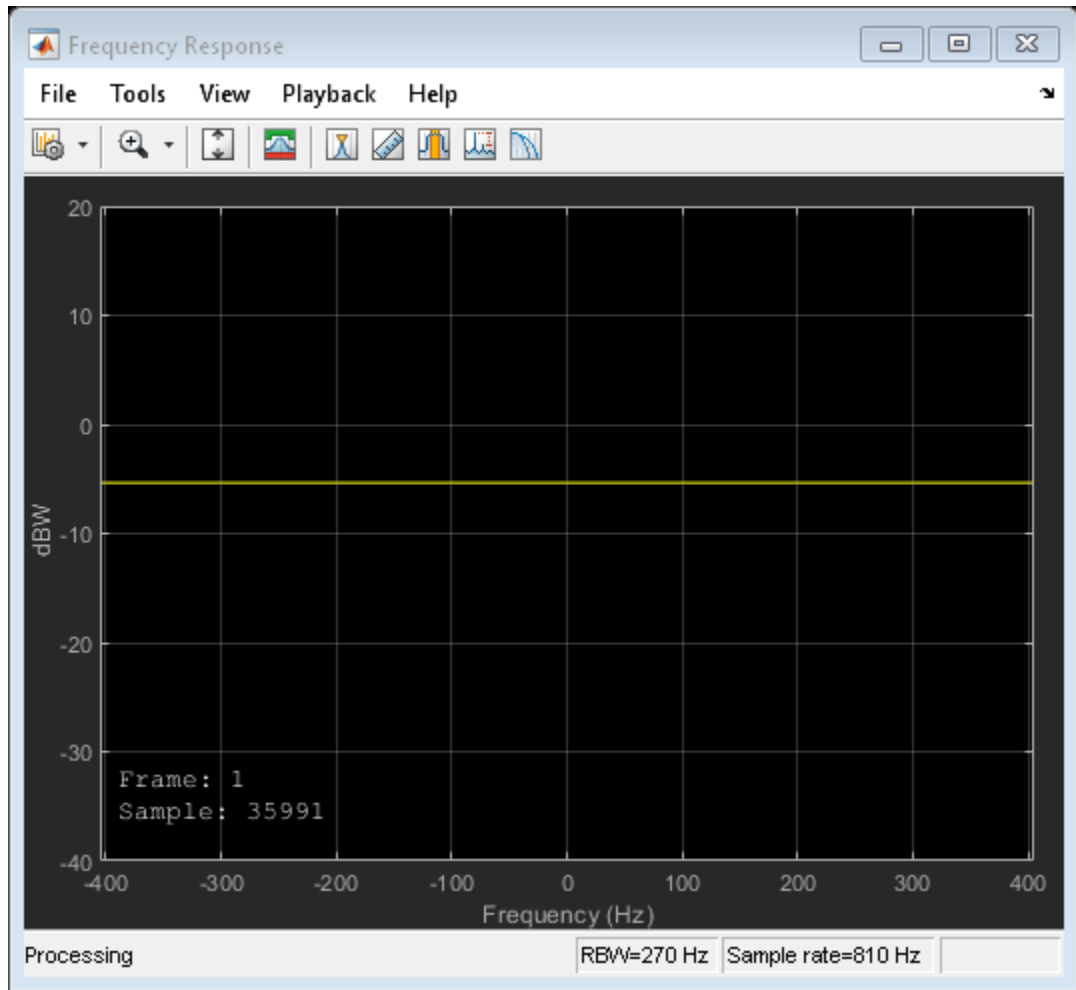 Frequency Response
File Tools View Playback Help
20
10
0
-10
-20
-30
-40
dBW
Frame: 1
Sample: 35991
-400 -300 -200 -100 0 100 200 300 400
Frequency (Hz)
Processing RBW=270 Hz Sample rate=810 Hz